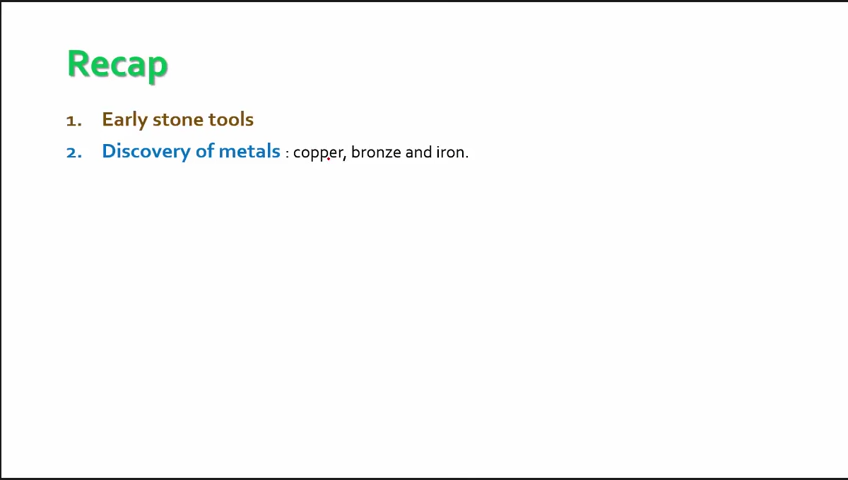 Recap
1. Early stone tools
2. Discovery of metals : copper, bronze and iron.